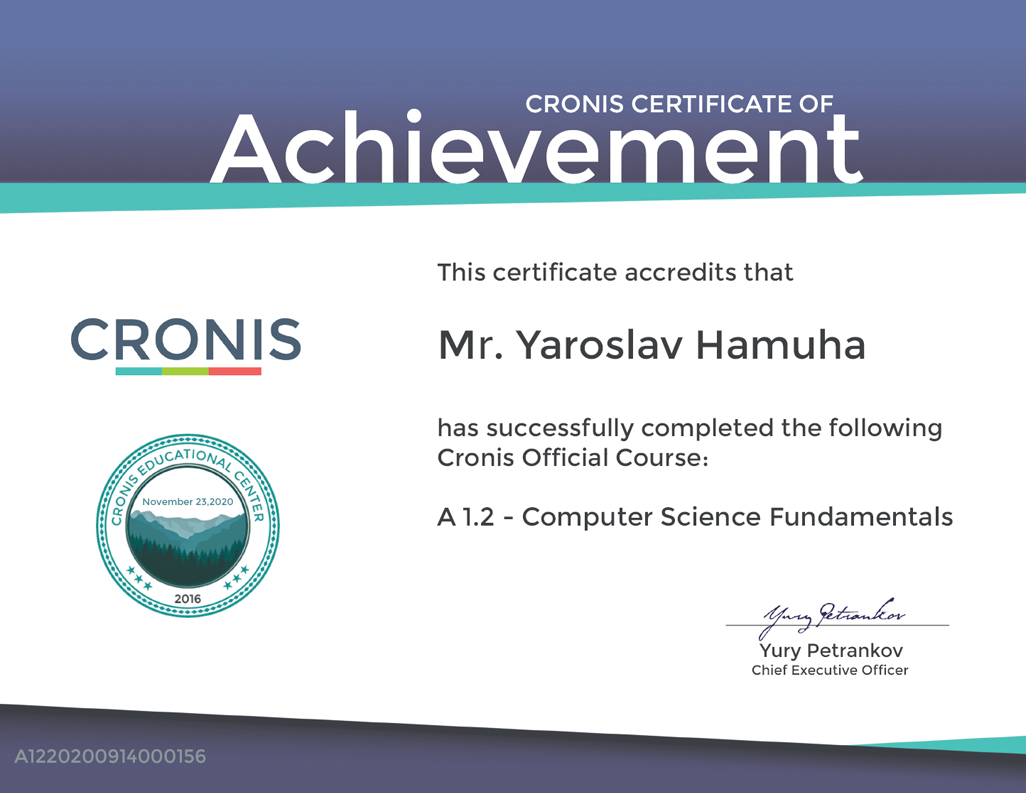 CRONIS CERTIFICATE OF
Achievement
This certificate accredits that
CRONIS
Mr. Yaroslav Hamuha
has successfully completed the following
Cronis Official Course:
A 1.2 - Computer Science Fundamentals
CRONIS EDUCATIONAL CENTER
November 23,2020
2016
Yury Petrankov
Yury Petrankov
Chief Executive Officer
A1220200914000156